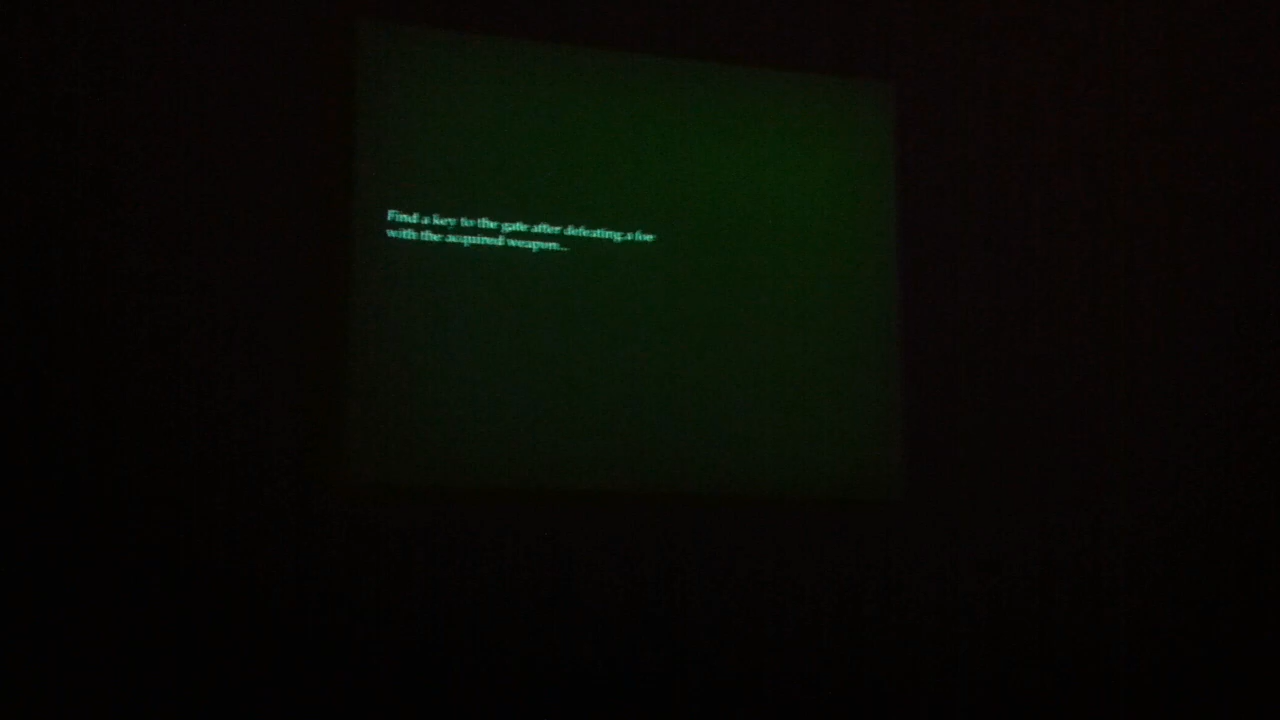 Find a key to the gate after defeating a foe
with the acquired weapon...